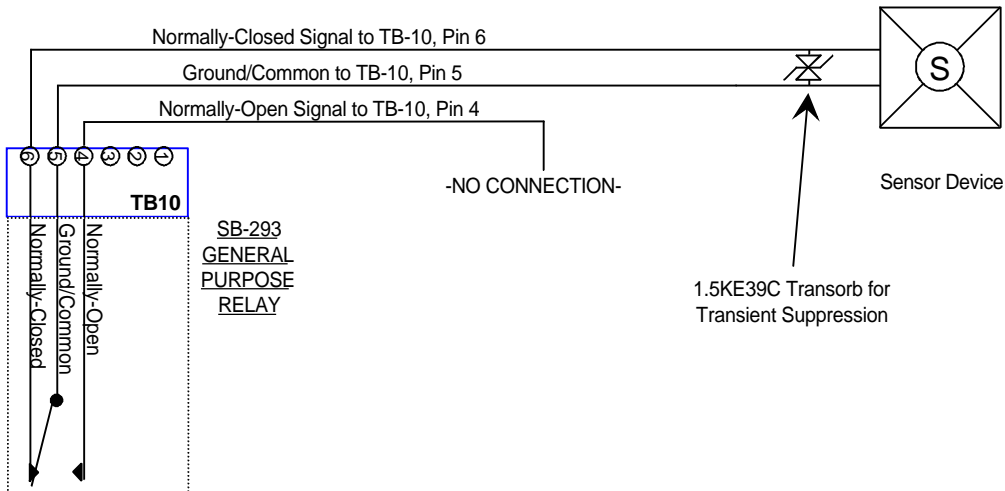 Normally-Closed Signal to TB-10, Pin 6
Ground/Common to TB-10, Pin 5
Normally-Open Signal to TB-10, Pin 4
S
6 5 4 3 2 1
TB10
-NO CONNECTION-
Sensor Device
Normally-Closed
Ground/Common
Normally-Open
SB-293
GENERAL
PURPOSE
RELAY
1.5KE39C Transorb for
Transient Suppression